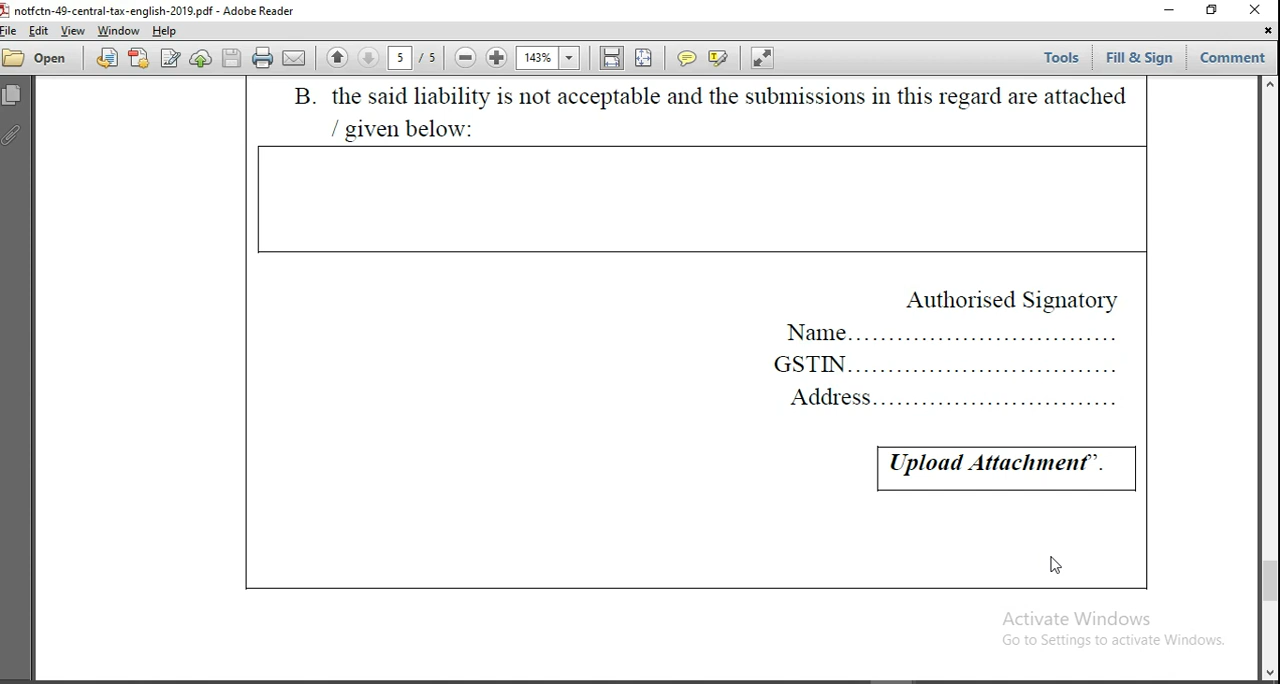 notfctn-49-central-tax-english-2019.pdf - Adobe Reader
File Edit View Window Help
Open 5 / 5 143% Tools Fill & Sign Comment
B. the said liability is not acceptable and the submissions in this regard are attached
/ given below:
Authorised Signatory
Name.................................
GSTIN.................................
Address..............................
Upload Attachment”.
Activate Windows
Go to Settings to activate Windows.